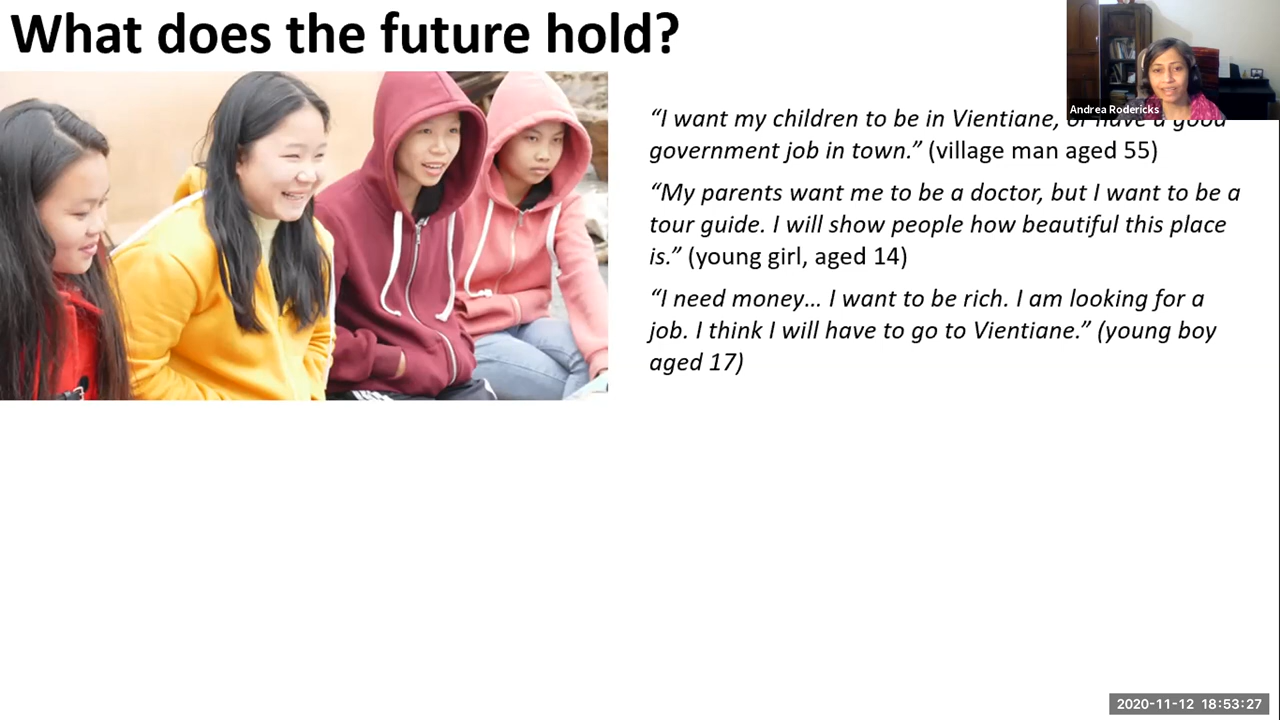 What does the future hold?
Andrea Rodericks
“I want my children to be in Vientiane, or have a good
government job in town.” (village man aged 55)
“My parents want me to be a doctor, but I want to be a
tour guide. I will show people how beautiful this place
is.” (young girl, aged 14)
“I need money… I want to be rich. I am looking for a
job. I think I will have to go to Vientiane.” (young boy
aged 17)
2020-11-12 18:53:27